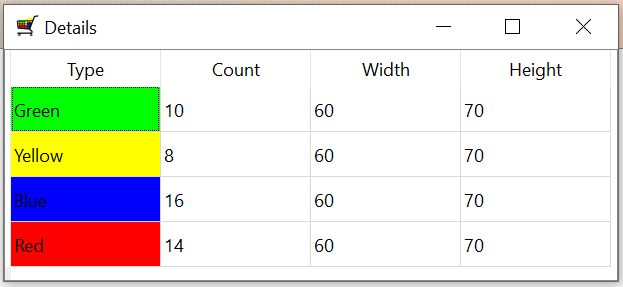 Details
Type Count Width Height
Green 10 60 70
Yellow 8 60 70
Blue 16 60 70
Red 14 60 70